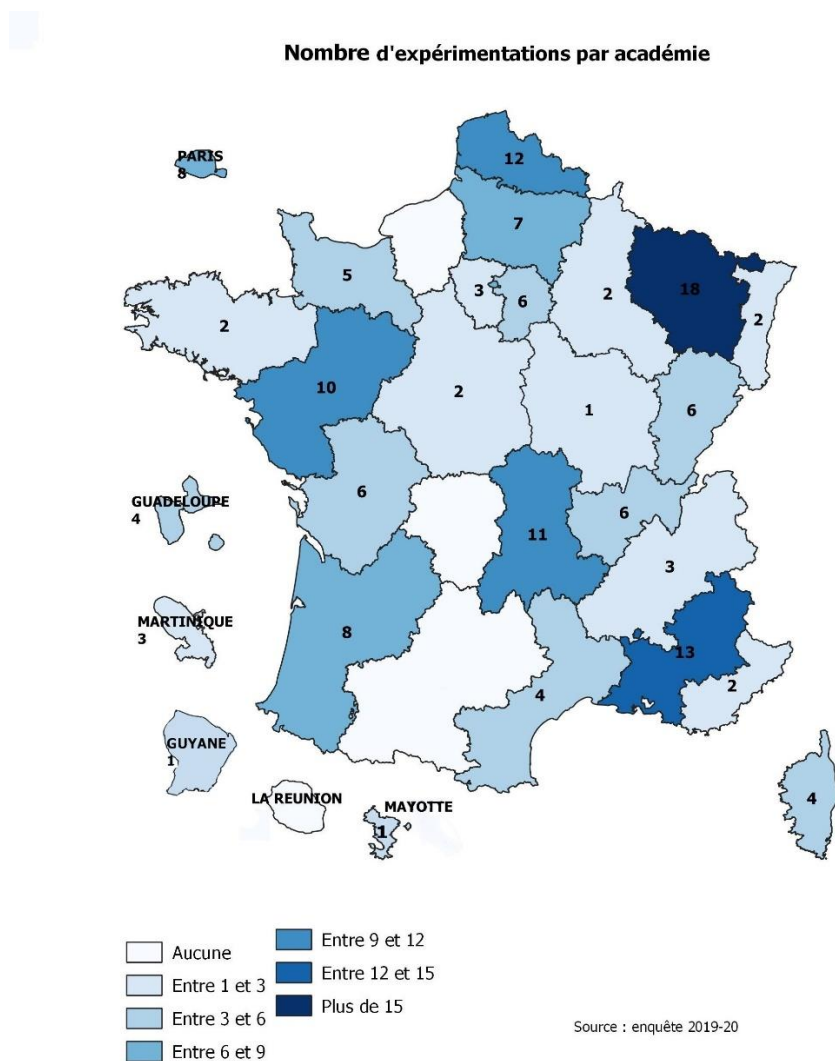 Nombre d'expérimentations par académie
PARIS
8
12
7
5
3
6
2
18
2
2
10
2
1
6
GUADELOUPE
4
6
11
6
3
MARTINIQUE
3
8
13
4
2
GUYANE
1
LA REUNION
MAYOTTE
1
4
Aucune
Entre 1 et 3
Entre 3 et 6
Entre 6 et 9
Entre 9 et 12
Entre 12 et 15
Plus de 15
Source : enquête 2019-20